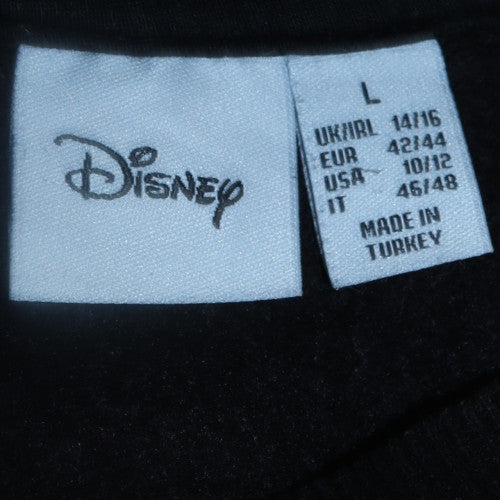 Disney
L
UK/IRL 14/16
EUR 42/44
USA 10/12
IT 46/48
MADE IN
TURKEY